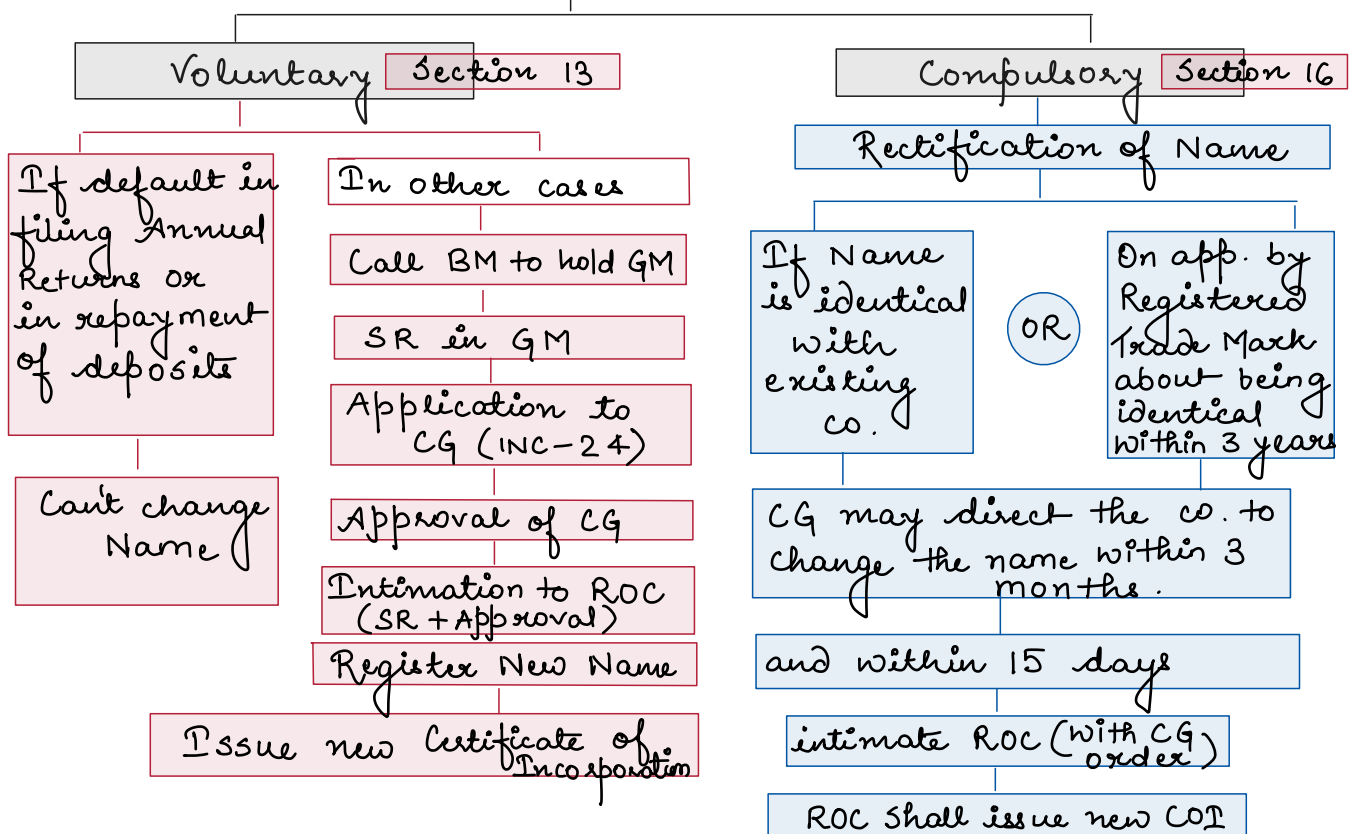 Voluntary
Section 13
If default in
filing Annual
Returns or
in repayment
of deposits
Can't change
Name
In other cases
Call BM to hold GM
SR in GM
Application to
CG (INC-24)
Approval of CG
Intimation to ROC
(SR + Approval)
Register New Name
Issue new Certificate of
Incorporation
Compulsory
Section 16
Rectification of Name
If Name
is identical
with
existing
co.
OR
On app. by
Registered
Trade Mark
about being
identical
within 3 years
CG may direct the co. to
change the name within 3
months.
and within 15 days
intimate ROC (with CG
order)
ROC shall issue new COI